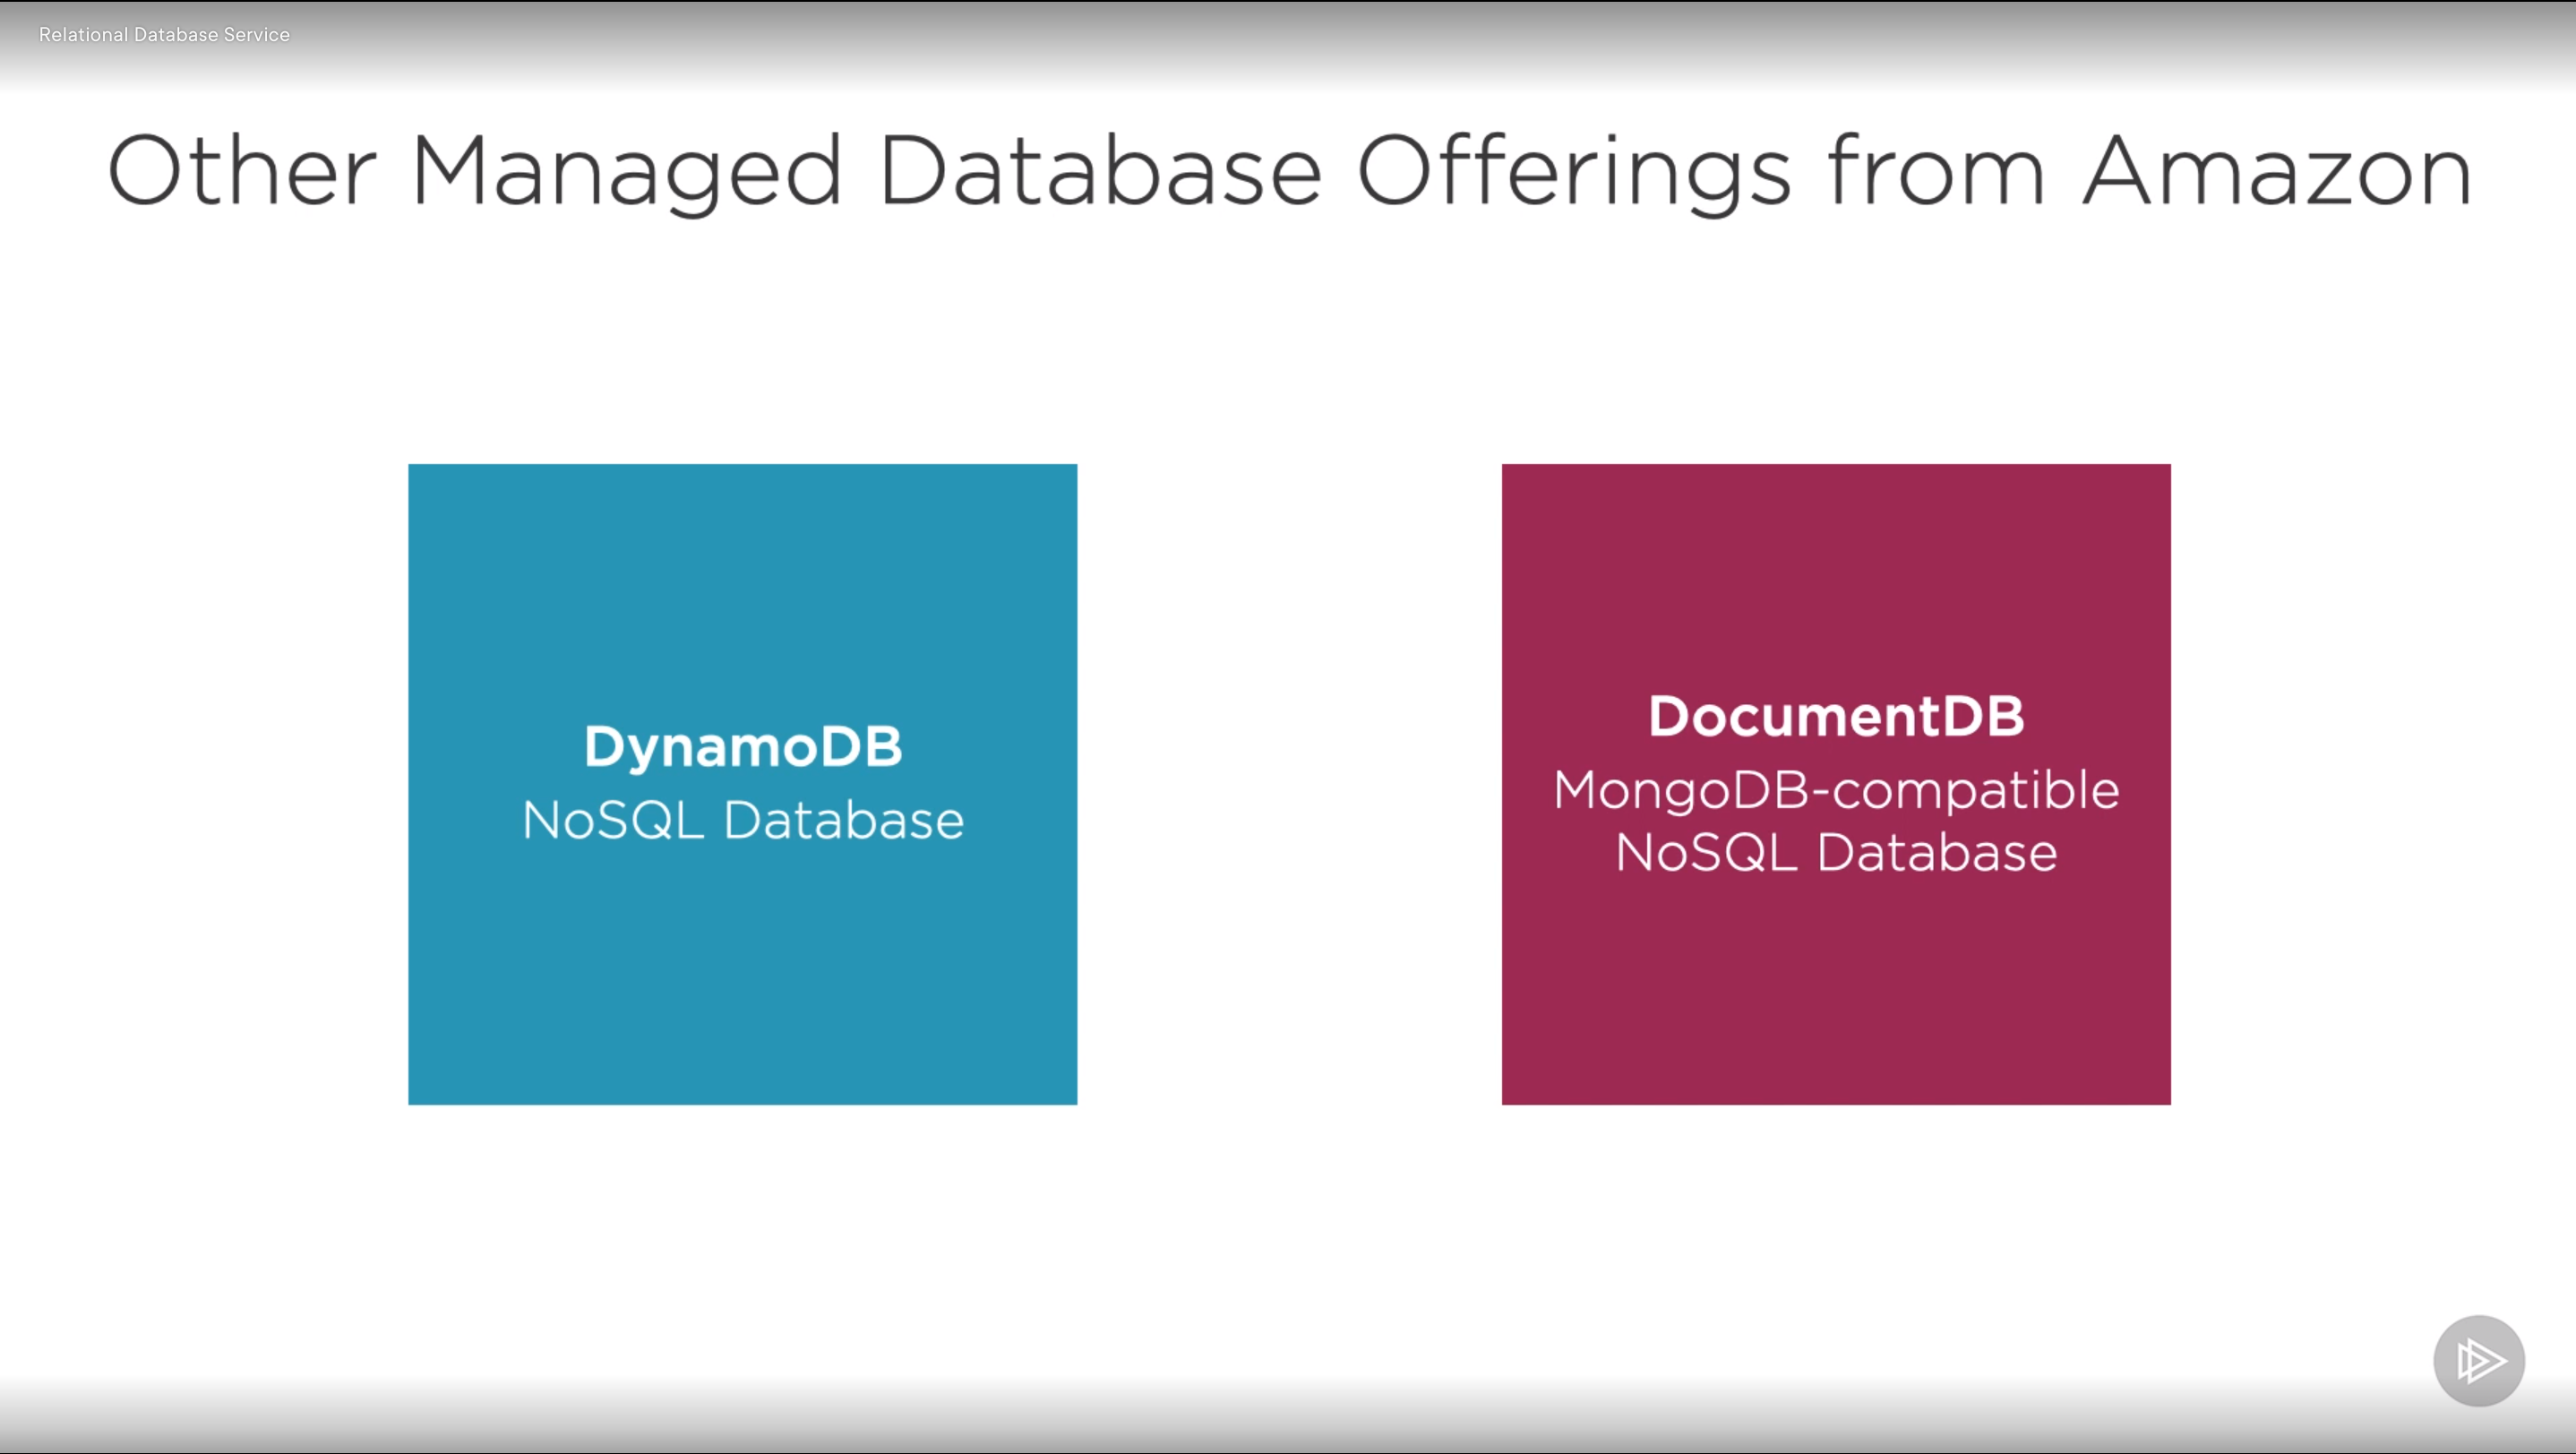 Relational Database Service
Other Managed Database Offerings from Amazon
DynamoDB
NoSQL Database
DocumentDB
MongoDB-compatible
NoSQL Database